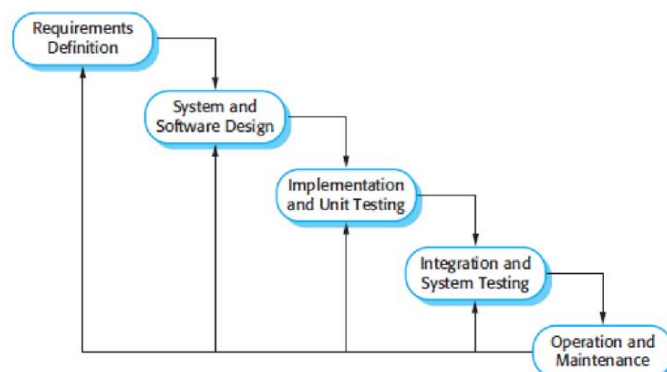 Requirements
Definition
System and
Software Design
Implementation
and Unit Testing
Integration and
System Testing
Operation and
Maintenance